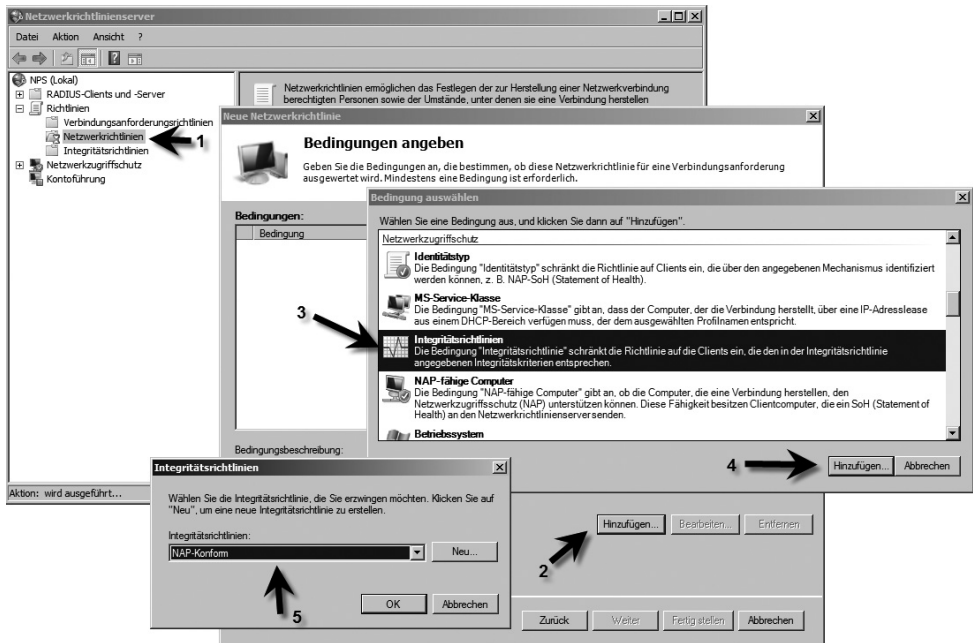 Netzwerkrichtlinienserver
Datei Aktion Ansicht ?
NPS (Lokal)
RADIUS-Clients und -Server
Richtlinien
Verbindungsanforderungsrichtlinien
Netzwerkrichtlinien
Integritätsrichtlinien
Netzwerkzugriffschutz
Kontoführung
1
Netzwerkrichtlinien ermöglichen das Festlegen der zur Herstellung einer Netzwerkverbindung
berechtigten Personen sowie der Umstände, unter denen sie eine Verbindung herstellen
Aktion: wird ausgeführt...
Neue Netzwerkrichtlinie
Bedingungen angeben
Geben Sie die Bedingungen an, die bestimmen, ob diese Netzwerkrichtlinie für eine Verbindungsanforderung
ausgewertet wird. Mindestens eine Bedingung ist erforderlich.
Bedingungen:
Bedingung
3
Bedingungsbeschreibung:
Bedingung auswählen
Wählen Sie eine Bedingung aus, und klicken Sie dann auf "Hinzufügen".
Netzwerkzugriffschutz
Identitätstyp
Die Bedingung "Identitätstyp" schränkt die Richtlinie auf Clients ein, die über den angegebenen Mechanismus identifiziert
werden können, z. B. NAP-SoH (Statement of Health).
MS-Service-Klasse
Die Bedingung "MS-Service-Klasse" gibt an, dass der Computer, der die Verbindung herstellt, über eine IP-Adresslease
aus einem DHCP-Bereich verfügen muss, der dem ausgewählten Profilnamen entspricht.
Integritätsrichtlinien
Die Bedingung "Integritätsrichtlinie" schränkt die Richtlinie auf die Clients ein, die den in der Integritätsrichtlinie
angegebenen Integritätskriterien entsprechen.
NAP-fähige Computer
Die Bedingung "NAP-fähige Computer" gibt an, ob die Computer, die eine Verbindung herstellen, den
Netzwerkzugriffsschutz (NAP) unterstützen können. Diese Fähigkeit besitzen Clientcomputer, die ein SoH (Statement of
Health) an den Netzwerkrichtlinienserver senden.
Betriebssystem
4
Hinzufügen... Abbrechen
Hinzufügen... Bearbeiten... Entfernen
2
Zurück Weiter Fertig stellen Abbrechen
Integritätsrichtlinien
Wählen Sie die Integritätsrichtlinie, die Sie erzwingen möchten. Klicken Sie auf
"Neu", um eine neue Integritätsrichtlinie zu erstellen.
Integritätsrichtlinien:
NAP-Konform
Neu...
5
OK Abbrechen